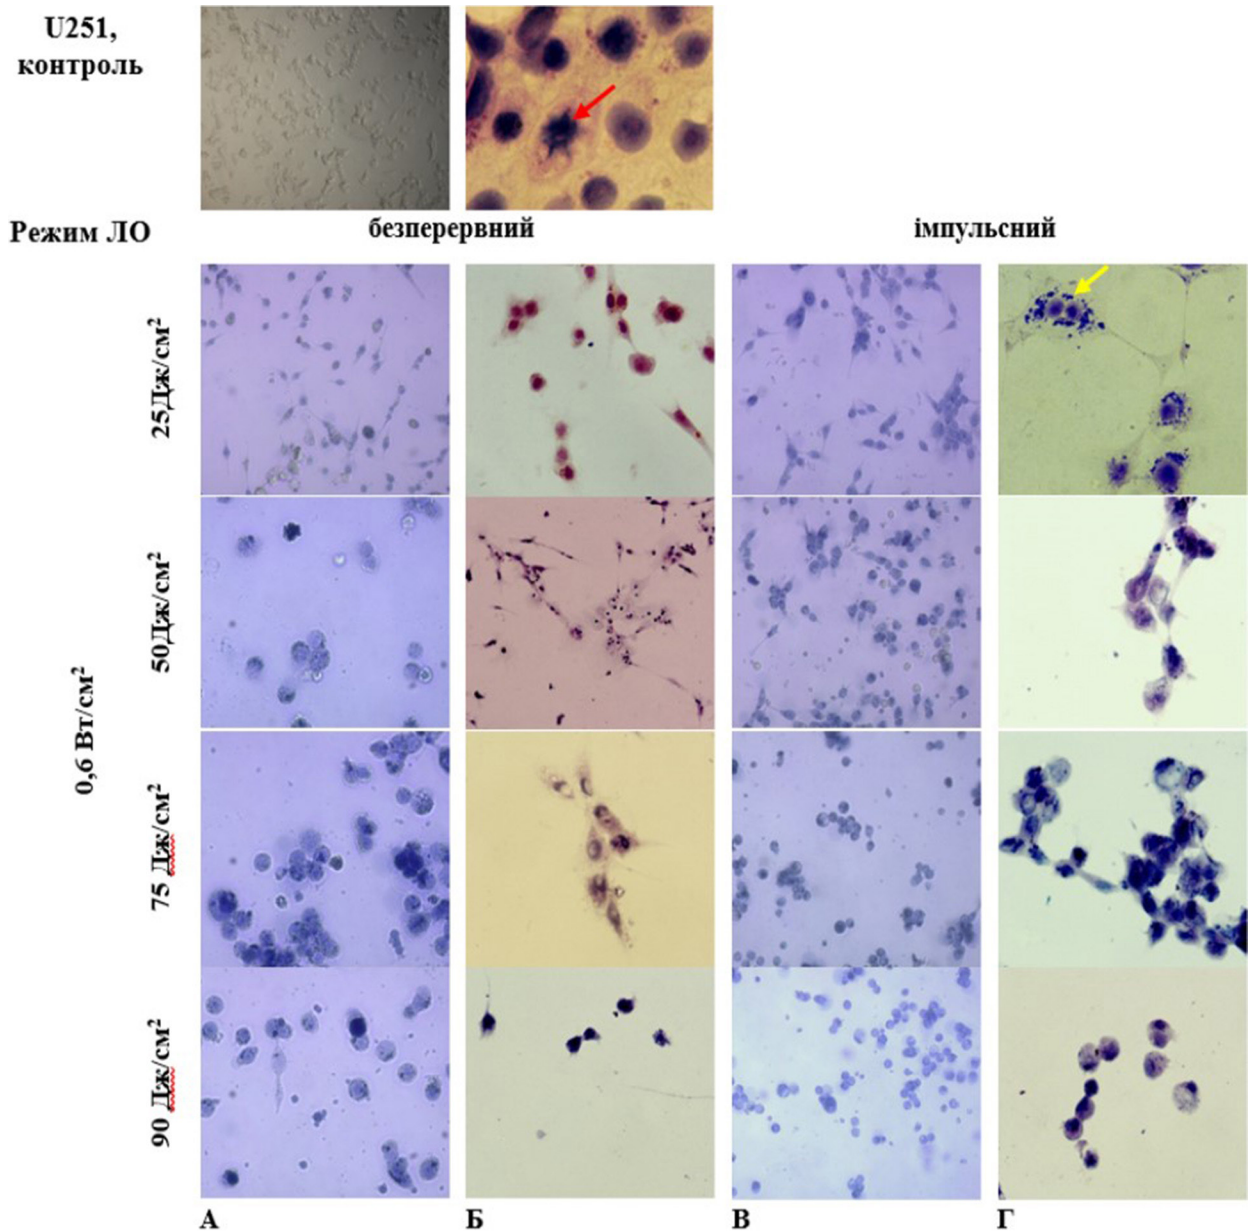 U251,
контроль
Режим ЛО
безперервний
імпульсний
0,6 Вт/см²
25Дж/см²
50Дж/см²
75 Дж/см²
90 Дж/см²
А
Б
В
Г